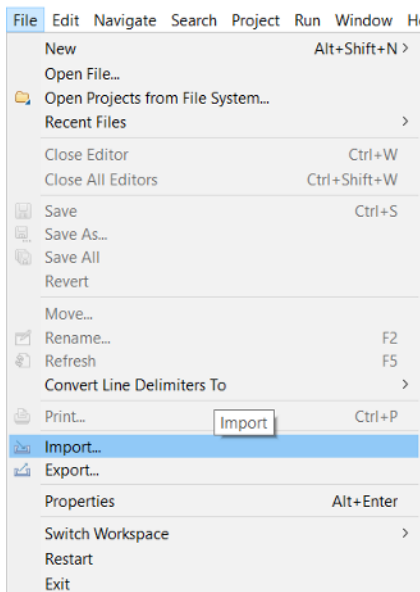 File Edit Navigate Search Project Run Window
New Alt+Shift+N >
Open File...
Open Projects from File System...
Recent Files >
Close Editor Ctrl+W
Close All Editors Ctrl+Shift+W
Save Ctrl+S
Save As...
Save All
Revert
Move...
Rename... F2
Refresh F5
Convert Line Delimiters To >
Print... Ctrl+P
Import
Import...
Export...
Properties Alt+Enter
Switch Workspace >
Restart
Exit